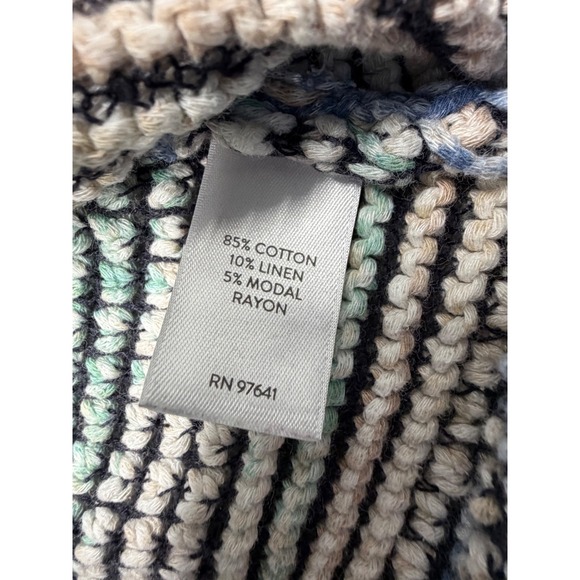 85% COTTON
10% LINEN
5% MODAL
RAYON
RN 97641